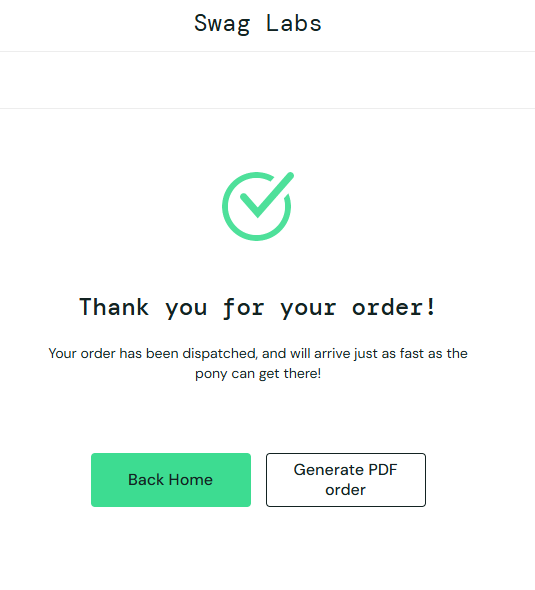 Swag Labs
Thank you for your order!
Your order has been dispatched, and will arrive just as fast as the
pony can get there!
Back Home
Generate PDF
order